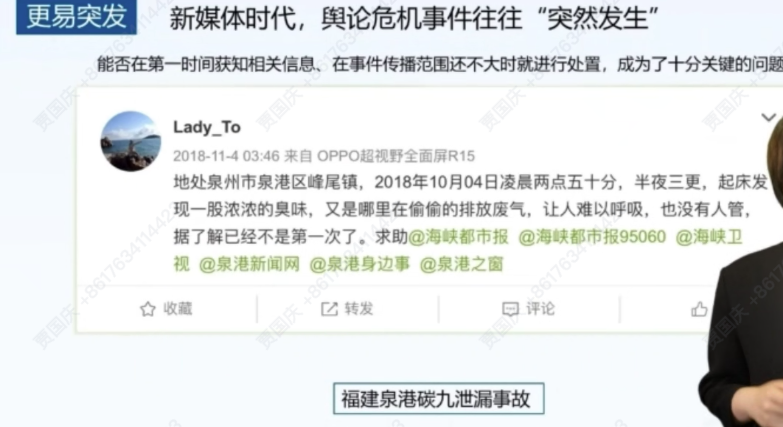 更易突发
新媒体时代，舆论危机事件往往“突然发生”
能否在第一时间获知相关信息、在事件传播范围还不大时就进行处置，成为了十分关键的问题
Lady_To
2018-11-4 03:46 来自 OPPO超视野全面屏R15
地处泉州市泉港区峰尾镇，2018年10月04日凌晨两点五十分，半夜三更，起床发
现一股浓浓的臭味，又是哪里在偷偷的排放废气，让人难以呼吸，也没有人管，
据了解已经不是第一次了。求助@海峡都市报 @海峡都市报95060 @海峡卫
视 @泉港新闻网 @泉港身边事 @泉港之窗
收藏
转发
评论
福建泉港碳九泄漏事故